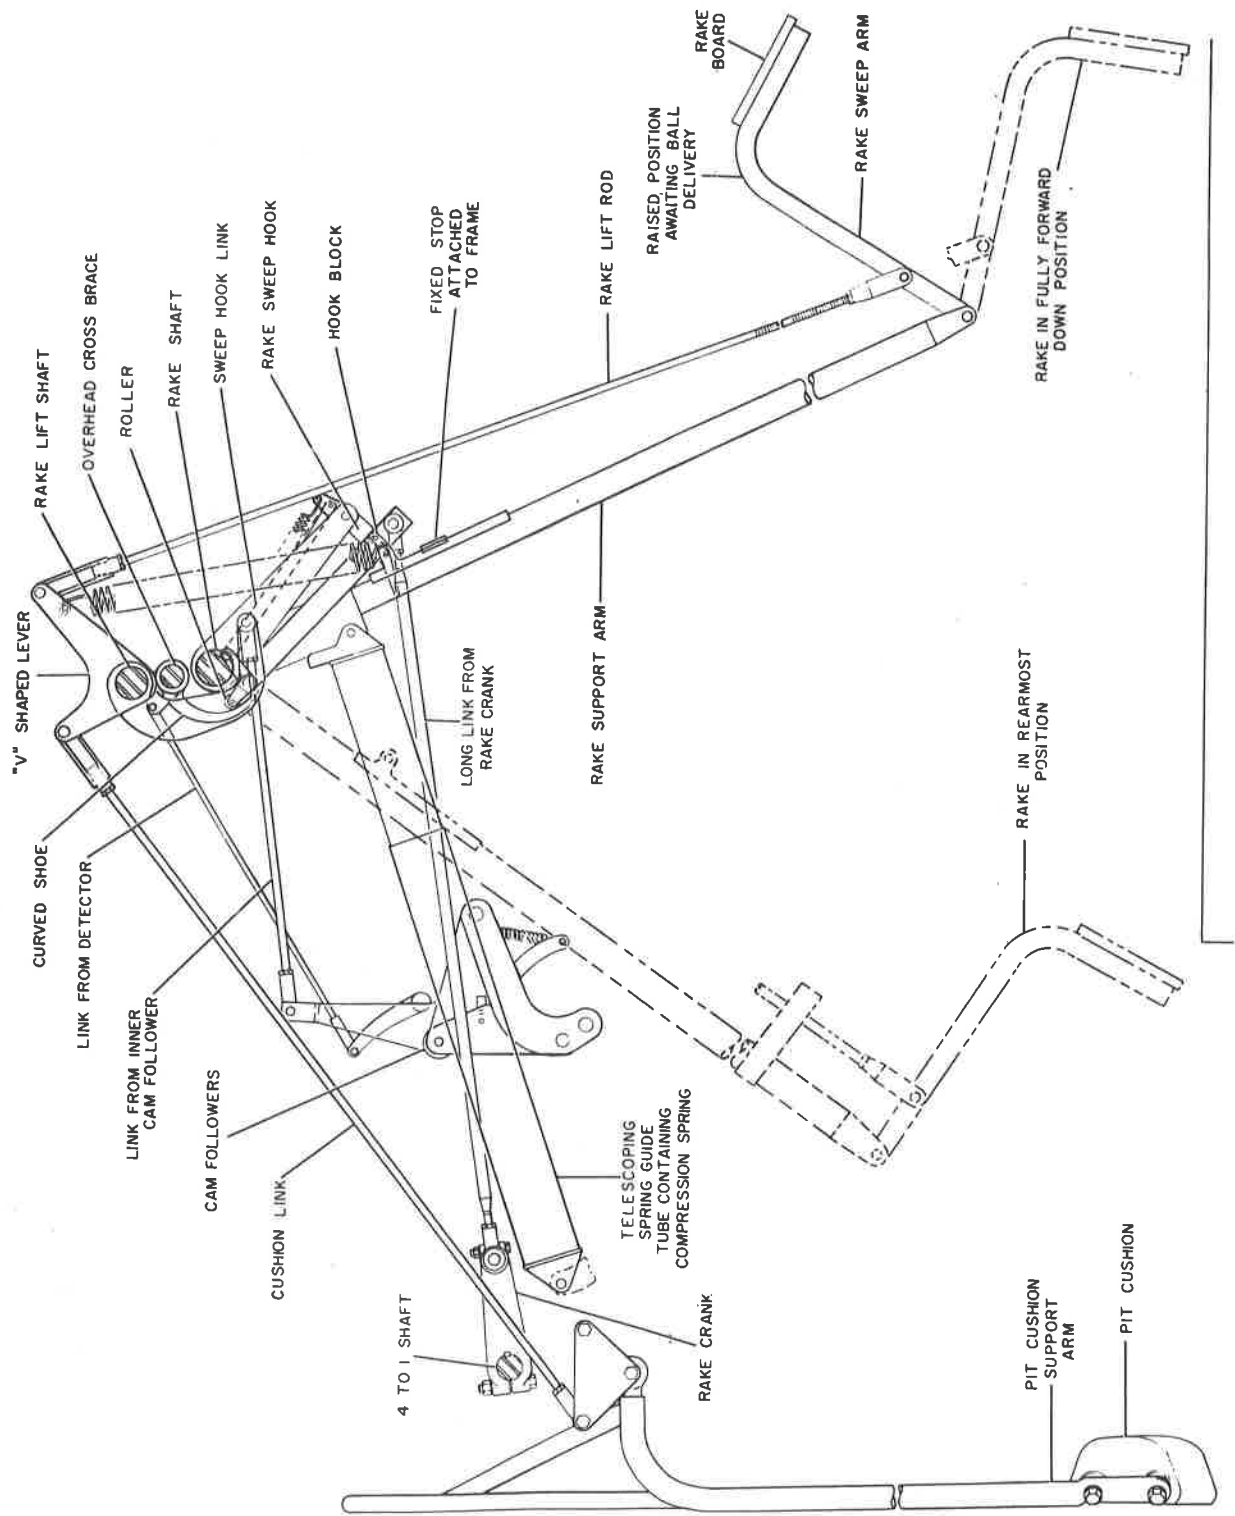 "V" SHAPED LEVER
RAKE LIFT SHAFT
OVERHEAD CROSS BRACE
ROLLER
RAKE SHAFT
SWEEP HOOK LINK
RAKE SWEEP HOOK
HOOK BLOCK
FIXED STOP
ATTACHED
TO FRAME
RAKE LIFT ROD
RAISED POSITION
AWAITING BALL
DELIVERY
RAKE
BOARD
RAKE SWEEP ARM
RAKE IN FULLY FORWARD
DOWN POSITION
CURVED SHOE
LINK FROM DETECTOR
LINK FROM INNER
CAM FOLLOWER
CAM FOLLOWERS
CUSHION LINK
LONG LINK FROM
RAKE CRANK
RAKE SUPPORT ARM
RAKE IN REARMOST
POSITION
4 TO 1 SHAFT
RAKE CRANK
TELESCOPING
SPRING GUIDE
TUBE CONTAINING
COMPRESSION SPRING
PIT CUSHION
SUPPORT
ARM
PIT CUSHION